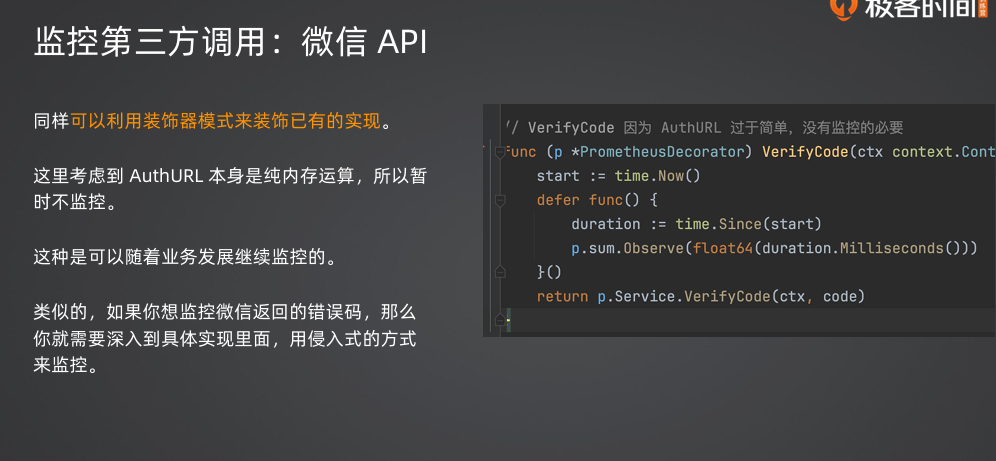 极客时间
监控第三方调用：微信 API
同样可以利用装饰器模式来装饰已有的实现。
这里考虑到 AuthURL 本身是纯内存运算，所以暂
时不监控。
这种是可以随着业务发展继续监控的。
类似的，如果你想监控微信返回的错误码，那么
你就需要深入到具体实现里面，用侵入式的方式
来监控。
// VerifyCode 因为 AuthURL 过于简单，没有监控的必要
func (p *PrometheusDecorator) VerifyCode(ctx context.Cont
start := time.Now()
defer func() {
duration := time.Since(start)
p.sum.Observe(float64(duration.Milliseconds()))
}()
return p.Service.VerifyCode(ctx, code)